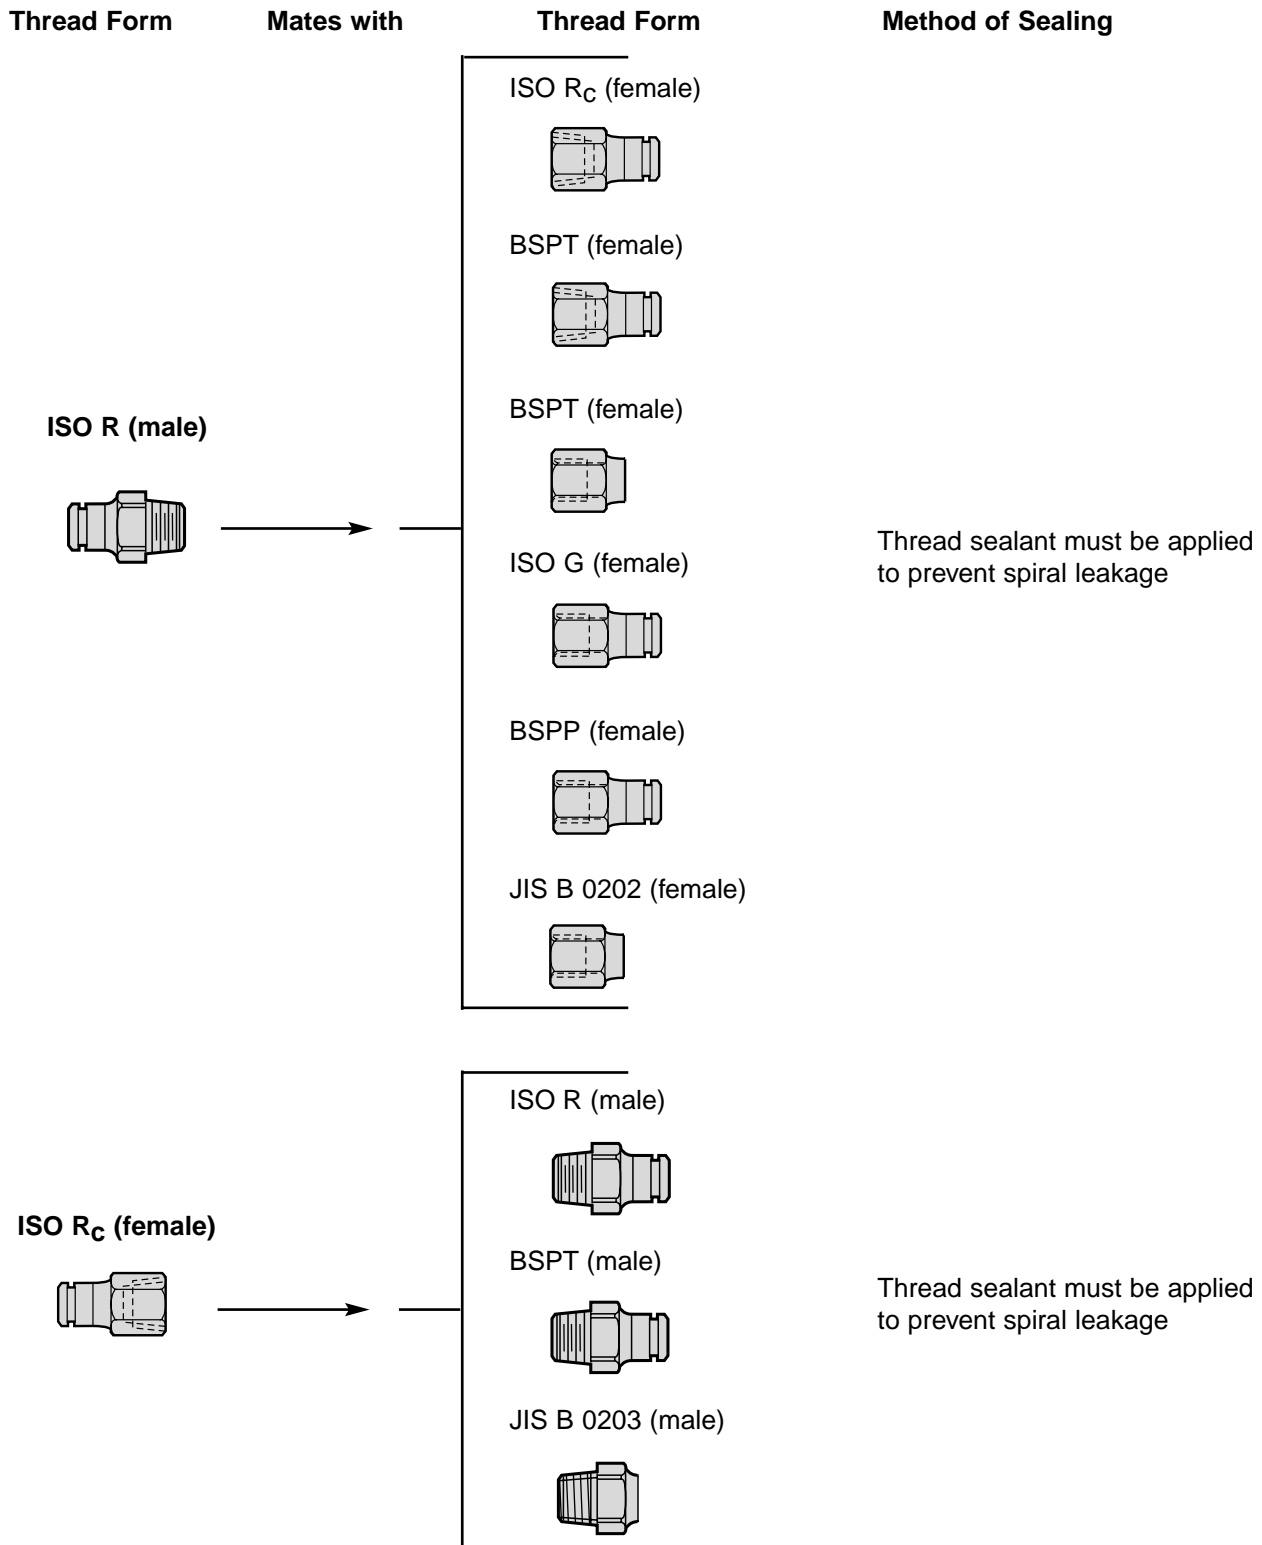 Thread Form Mates with Thread Form Method of Sealing
ISO RC (female)
BSPT (female)
BSPT (female)
ISO R (male)
Thread sealant must be applied
to prevent spiral leakage
ISO G (female)
BSPP (female)
JIS B 0202 (female)
ISO R (male)
ISO RC (female)
BSPT (male)
Thread sealant must be applied
to prevent spiral leakage
JIS B 0203 (male)